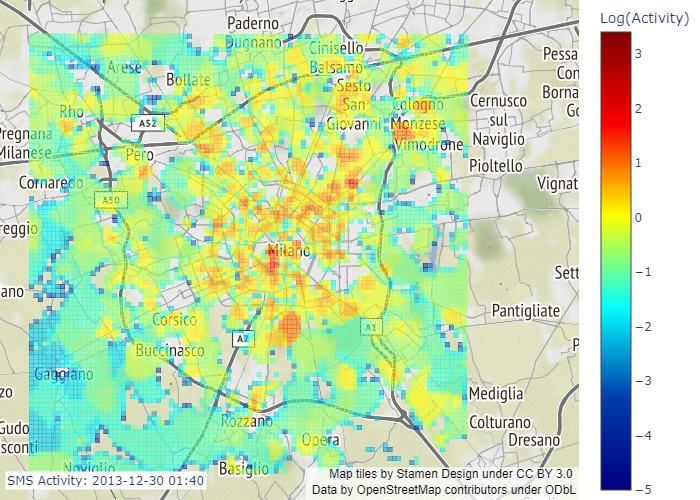 Paderno
Dugnano
Cinisello
Balsamo
Arese
Bollate
Sesto
San
Giovanni
Cologno
Monzese
Vimodrone
Cernusco
sul
Naviglio
Pioltello
Pessa
Con
Borna
Go
Vignat
Rho
A52
Pregnana
Milanese
Pero
Cornaredo
A50
reggio
Milano
Sett
ano
Pantigliate
Corsico
A7
A1
P
Buccinasco
Gaggiano
zo
Mediglia
Rozzano
Colturano
Gudo
Dresano
sconti
Opera
Noviglio
Basiglio
SMS Activity: 2013-12-30 01:40
Map tiles by Stamen Design under CC BY 3.0
Data by OpenStreetMap contributors under ODbL
Log(Activity)
3
2
1
0
−1
−2
−3
−4
−5